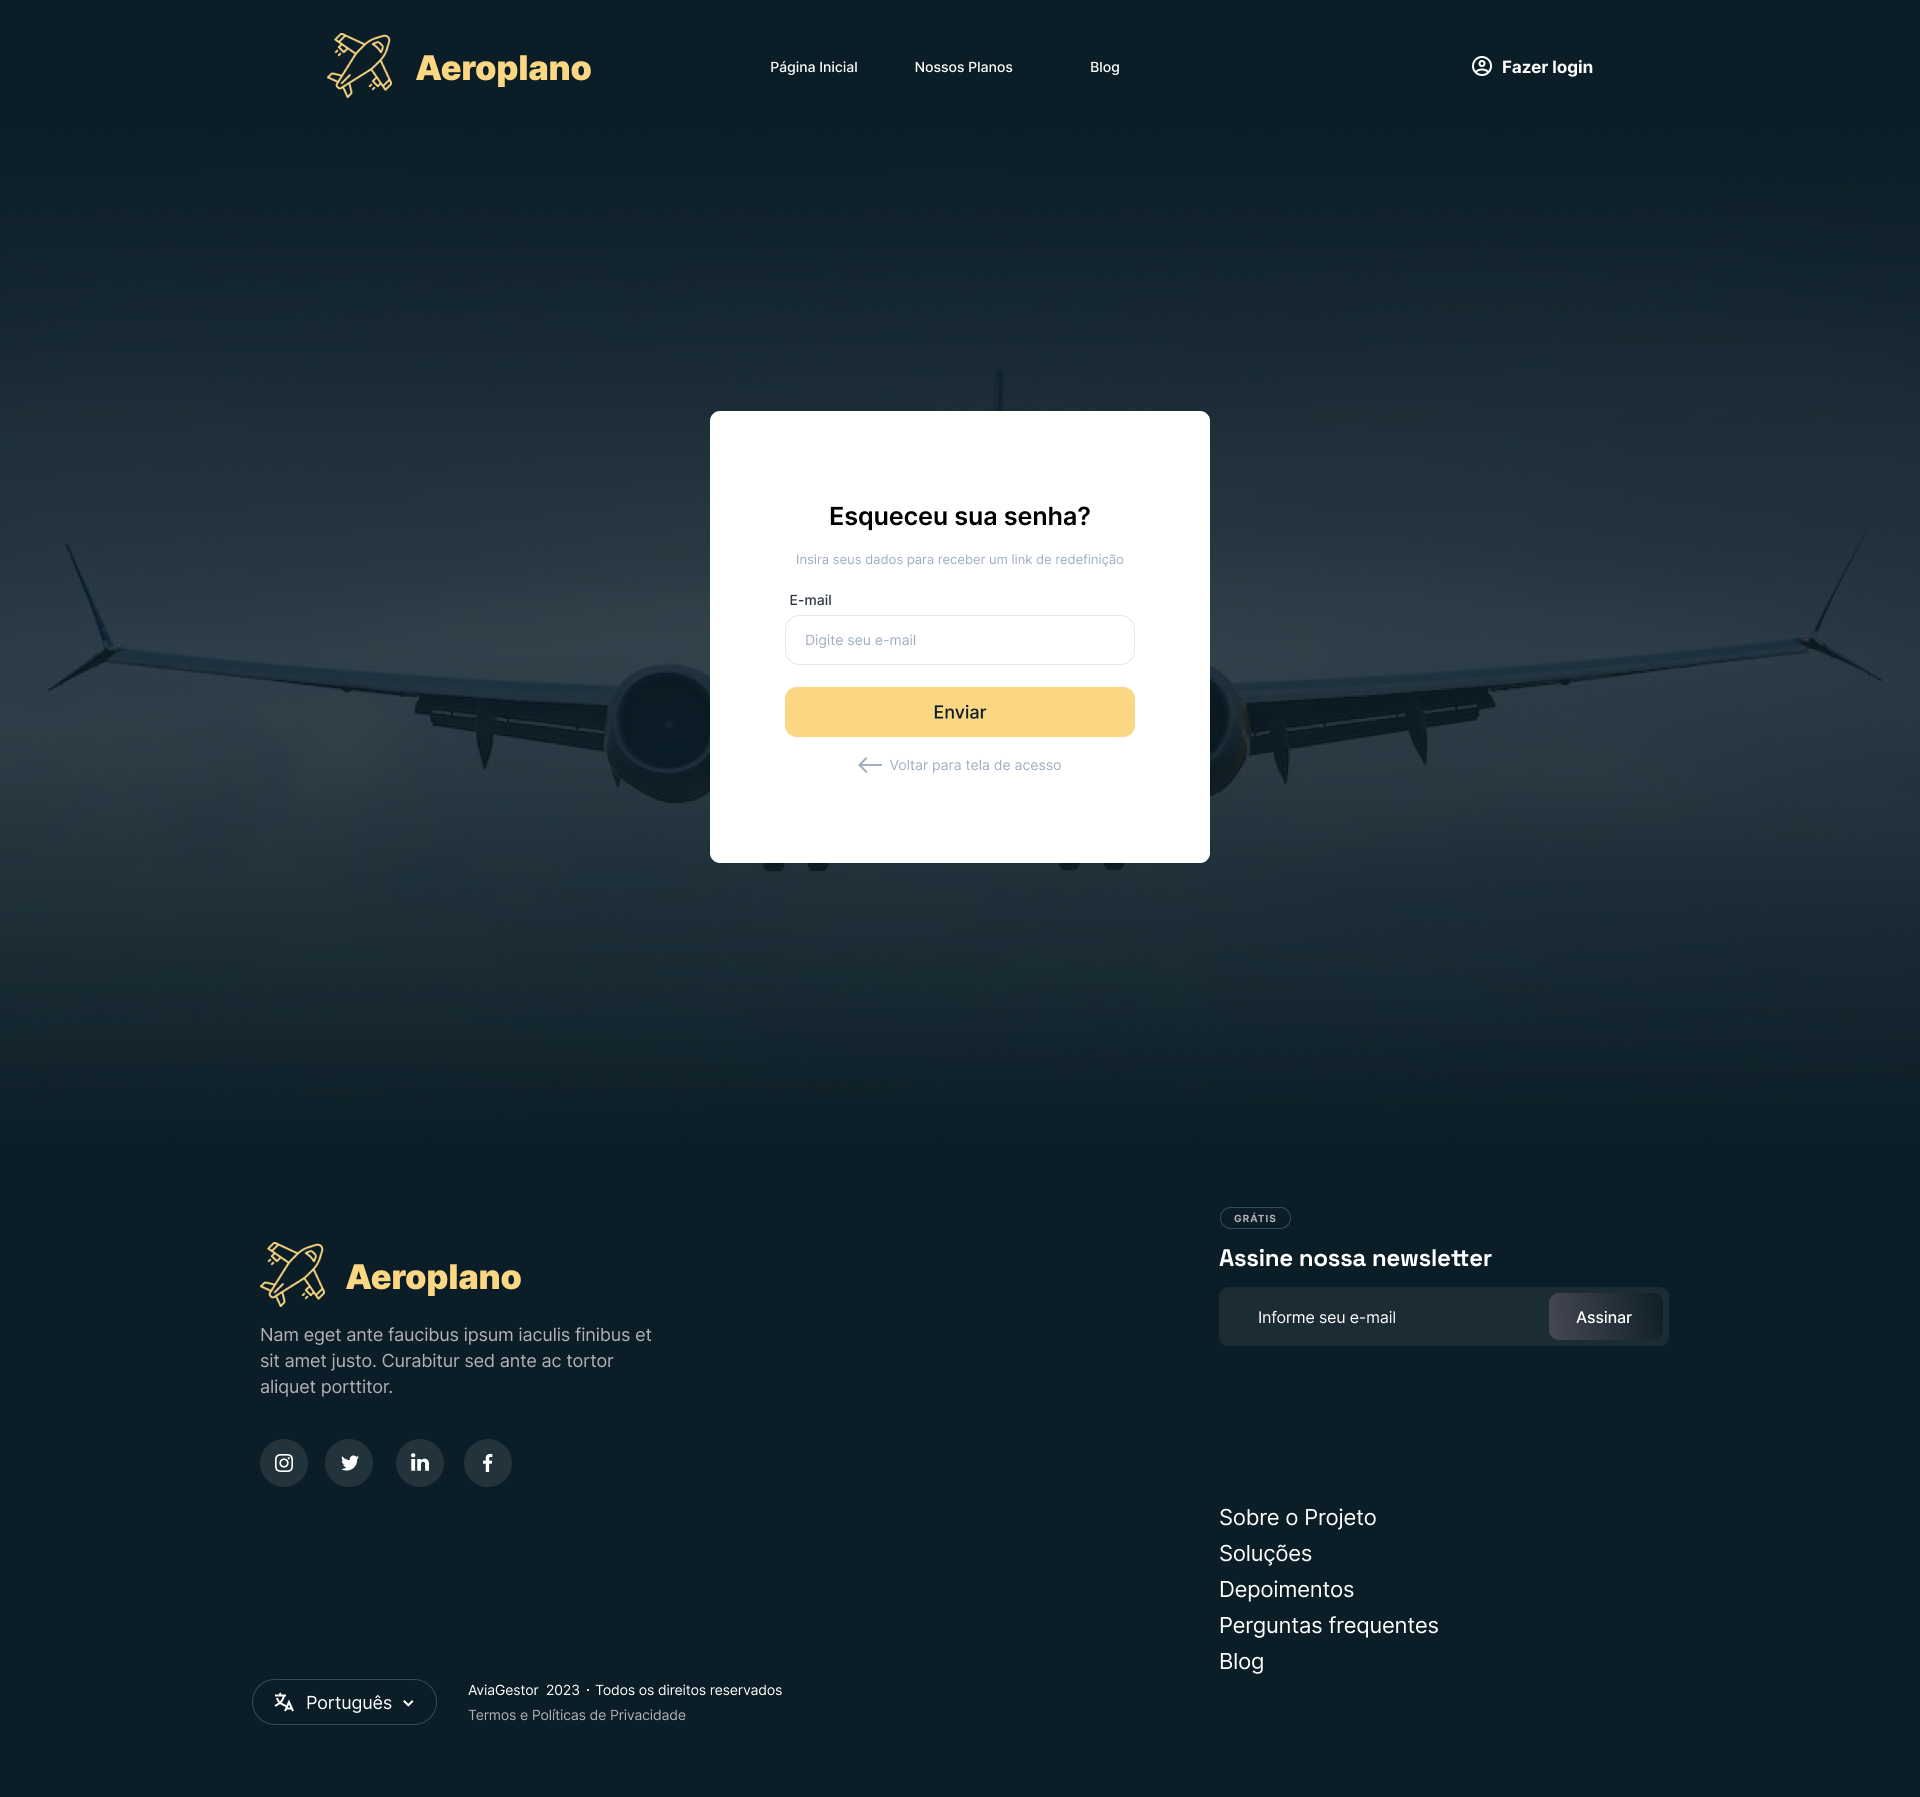 Aeroplano
Página Inicial
Nossos Planos
Blog
Fazer login
Esqueceu sua senha?
Insira seus dados para receber um link de redefinição
E-mail
Digite seu e-mail
Enviar
Voltar para tela de acesso
Aeroplano
Nam eget ante faucibus ipsum iaculis finibus et
sit amet justo. Curabitur sed ante ac tortor
aliquet porttitor.
GRÁTIS
Assine nossa newsletter
Informe seu e-mail
Assinar
Sobre o Projeto
Soluções
Depoimentos
Perguntas frequentes
Blog
Português
AviaGestor 2023 · Todos os direitos reservados
Termos e Políticas de Privacidade